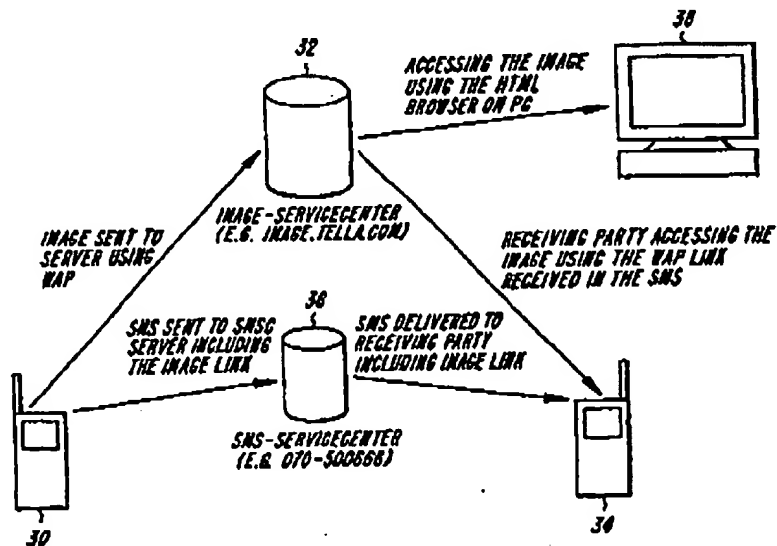 32
38
ACCESSING THE IMAGE
USING THE HTML
BROWSER ON PC
IMAGE-SERVICECENTER
(E.G. IMAGE.TELLA.COM)
IMAGE SENT TO
SERVER USING
WAP
RECEIVING PARTY ACCESSING THE
IMAGE USING THE WAP LINK
RECEIVED IN THE SMS
36
SMS SENT TO SMSC
SERVER INCLUDING
THE IMAGE LINK
SMS DELIVERED TO
RECEIVING PARTY
INCLUDING IMAGE LINK
SMS-SERVICECENTER
(E.G. 070-500666)
30
34